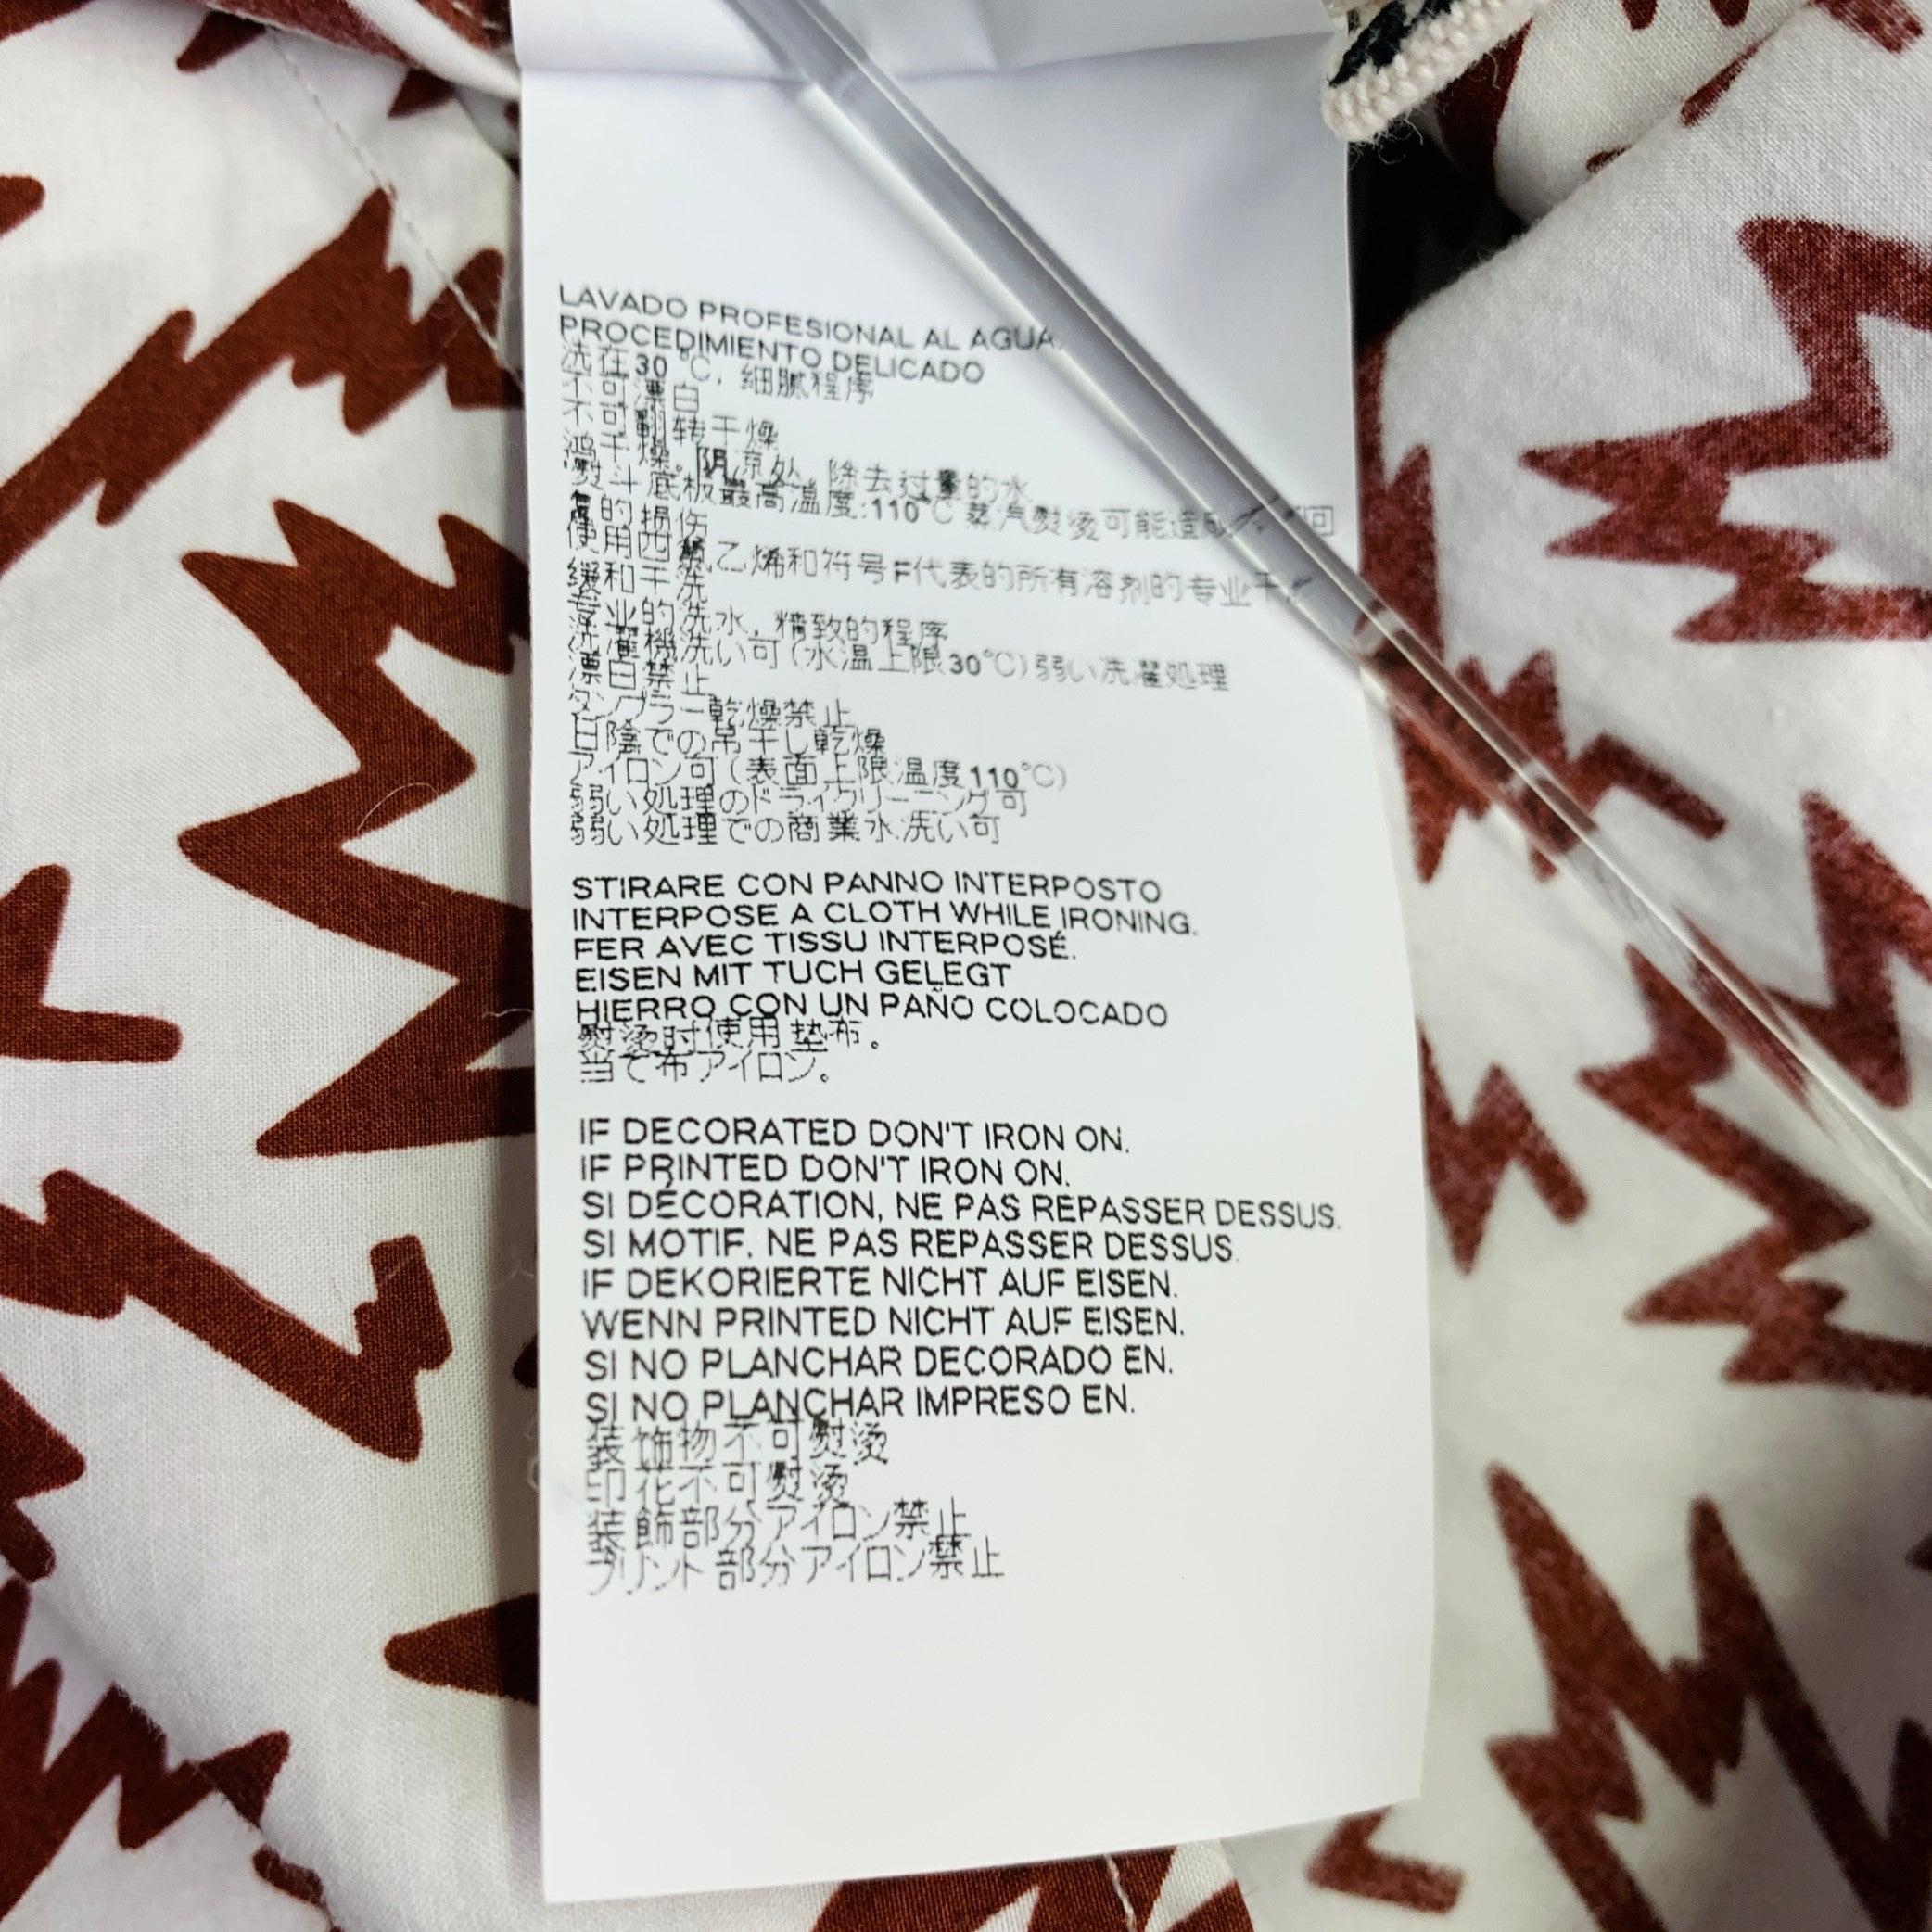 LAVADO PROFESIONAL AL AGUA.
PROCEDIMIENTO DELICADO
洗在30°C，细腻程序
不可漂白
不可翻转干燥
干燥。阴凉处，除去过量的水
熨斗底板最高温度:110°C 蒸汽熨烫可能造成 可回
复的损伤
使用四氯乙烯和符号F代表的所有溶剂的专业干
缓和干洗
专业的洗水，精致的程序
洗濯機洗い可(水温上限30°C)弱い洗濯処理
漂白禁止
タンブラー乾燥禁止
日陰での吊干し乾燥
アイロン可(表面上限温度110°C)
弱い処理のドライクリーニング可
弱い処理での商業水洗い可
STIRARE CON PANNO INTERPOSTO
INTERPOSE A CLOTH WHILE IRONING.
FER AVEC TISSU INTERPOSÉ.
EISEN MIT TUCH GELEGT
HIERRO CON UN PAÑO COLOCADO
熨烫时使用垫布。
当て布アイロン。
IF DECORATED DON'T IRON ON.
IF PRINTED DON'T IRON ON.
SI DÉCORATION, NE PAS REPASSER DESSUS.
SI MOTIF, NE PAS REPASSER DESSUS.
IF DEKORIERTE NICHT AUF EISEN.
WENN PRINTED NICHT AUF EISEN.
SI NO PLANCHAR DECORADO EN.
SI NO PLANCHAR IMPRESO EN.
装饰物不可熨烫
印花不可熨烫
装飾部分アイロン禁止
プリント部分アイロン禁止